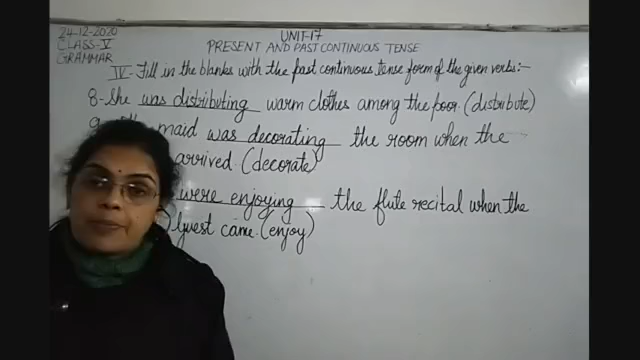 24-12-2020
CLASS-V
GRAMMAR
UNIT-17
PRESENT AND PAST CONTINUOUS TENSE
IV- Fill in the blanks with the past continuous tense form of the given verbs:-
8- She was distributing warm clothes among the poor. (distribute)
9- The maid was decorating the room when the
arrived. (decorate)
were enjoying the flute recital when the
guest came. (enjoy)